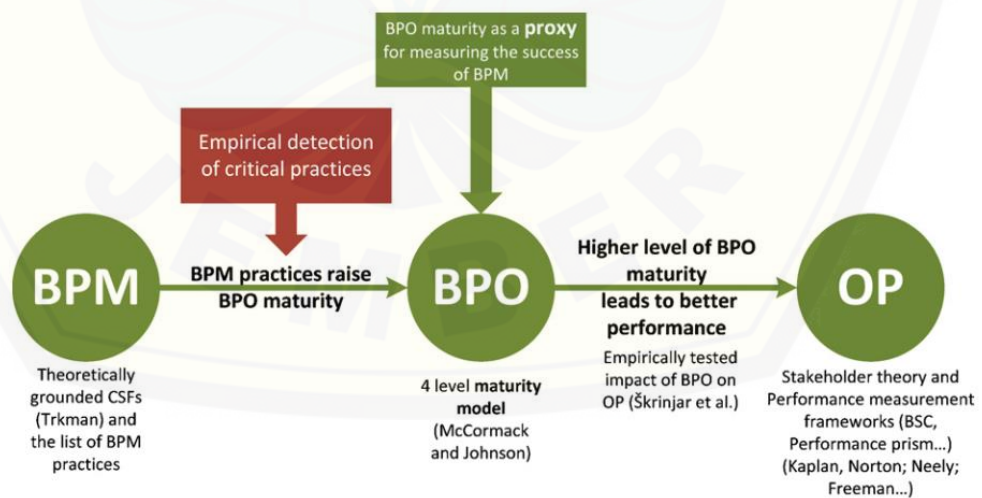 BPO maturity as a proxy
for measuring the success
of BPM
Empirical detection
of critical practices
BPM
BPM practices raise
BPO maturity
BPO
Higher level of BPO
maturity
leads to better
performance
Empirically tested
impact of BPO on
OP (Škrinjar et al.)
OP
Theoretically
grounded CSFs
(Trkman) and
the list of BPM
practices
4 level maturity
model
(McCormack
and Johnson)
Stakeholder theory and
Performance measurement
frameworks (BSC,
Performance prism...)
(Kaplan, Norton; Neely;
Freeman...)
JEMBER